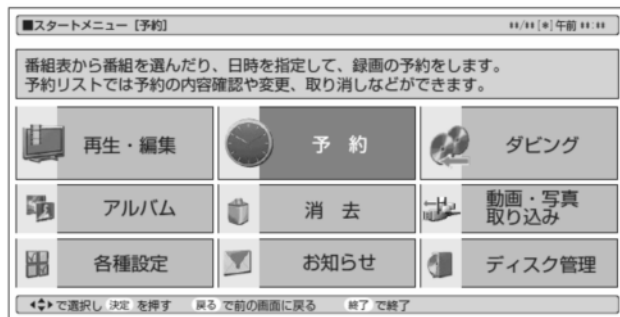 ■スタートメニュー [予約] **/**[*]午前**:**
番組表から番組を選んだり、日時を指定して、録画の予約をします。
予約リストでは予約の内容確認や変更、取り消しなどができます。
再生・編集 予 約 ダビング
アルバム 消 去 動画・写真
取り込み
各種設定 お知らせ ディスク管理
で選択し 決定 を押す 戻る で前の画面に戻る 終了 で終了